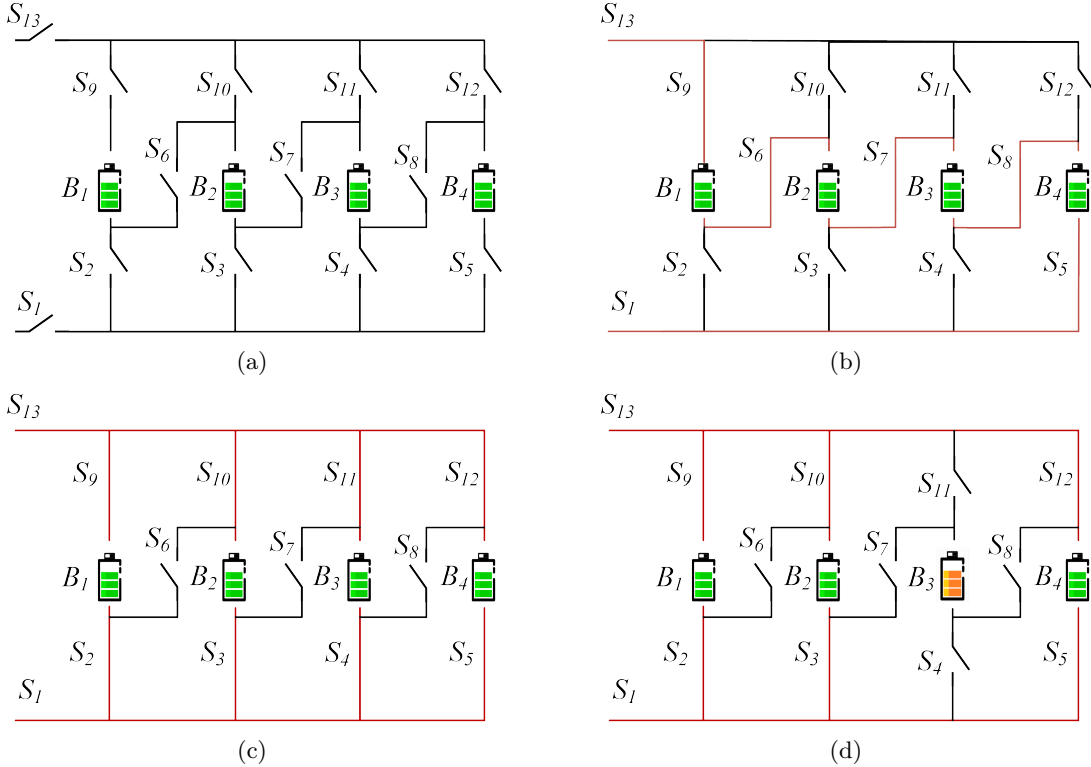 S13 S13
S9 S10 S11 S12 S9 S10 S11 S12
S6 S7 S8 S6 S7 S8
B1 B2 B3 B4 B1 B2 B3 B4
S2 S3 S4 S5 S2 S3 S4 S5
S1 S1
(a) (b)
S13 S13
S9 S10 S11 S12 S9 S10 S11 S12
S6 S7 S8 S6 S7 S8
B1 B2 B3 B4 B1 B2 B3 B4
S2 S3 S4 S5 S2 S3 S4 S5
S1 S1
(c) (d)